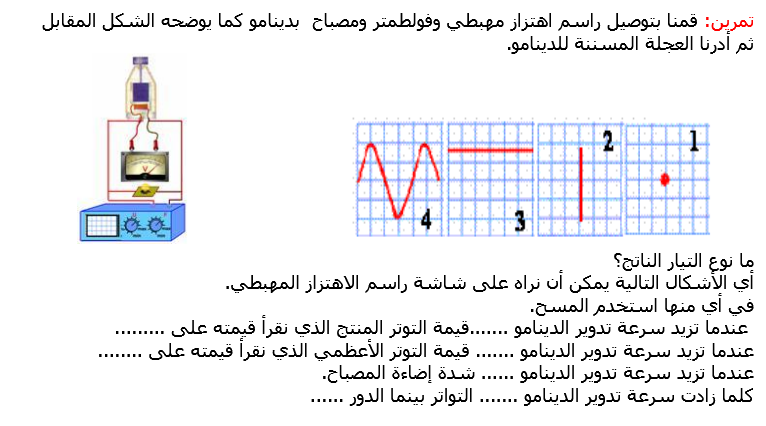 تمرين: قمنا بتوصيل راسم اهتزاز مهبطي وفولطمتر ومصباح بدينامو كما يوضحه الشكل المقابل
ثم أدرنا العجلة المسننة للدينامو.
1
2
3
4
V
ما نوع التيار الناتج؟
أي الأشكال التالية يمكن أن نراه على شاشة راسم الاهتزاز المهبطي.
في أي منها استخدم المسح.
عندما تزيد سرعة تدوير الدينامو .......قيمة التوتر المنتج الذي نقرأ قيمته على .........
عندما تزيد سرعة تدوير الدينامو ....... قيمة التوتر الأعظمي الذي نقرأ قيمته على ........
عندما تزيد سرعة تدوير الدينامو ...... شدة إضاءة المصباح.
كلما زادت سرعة تدوير الدينامو ....... التواتر بينما الدور ......